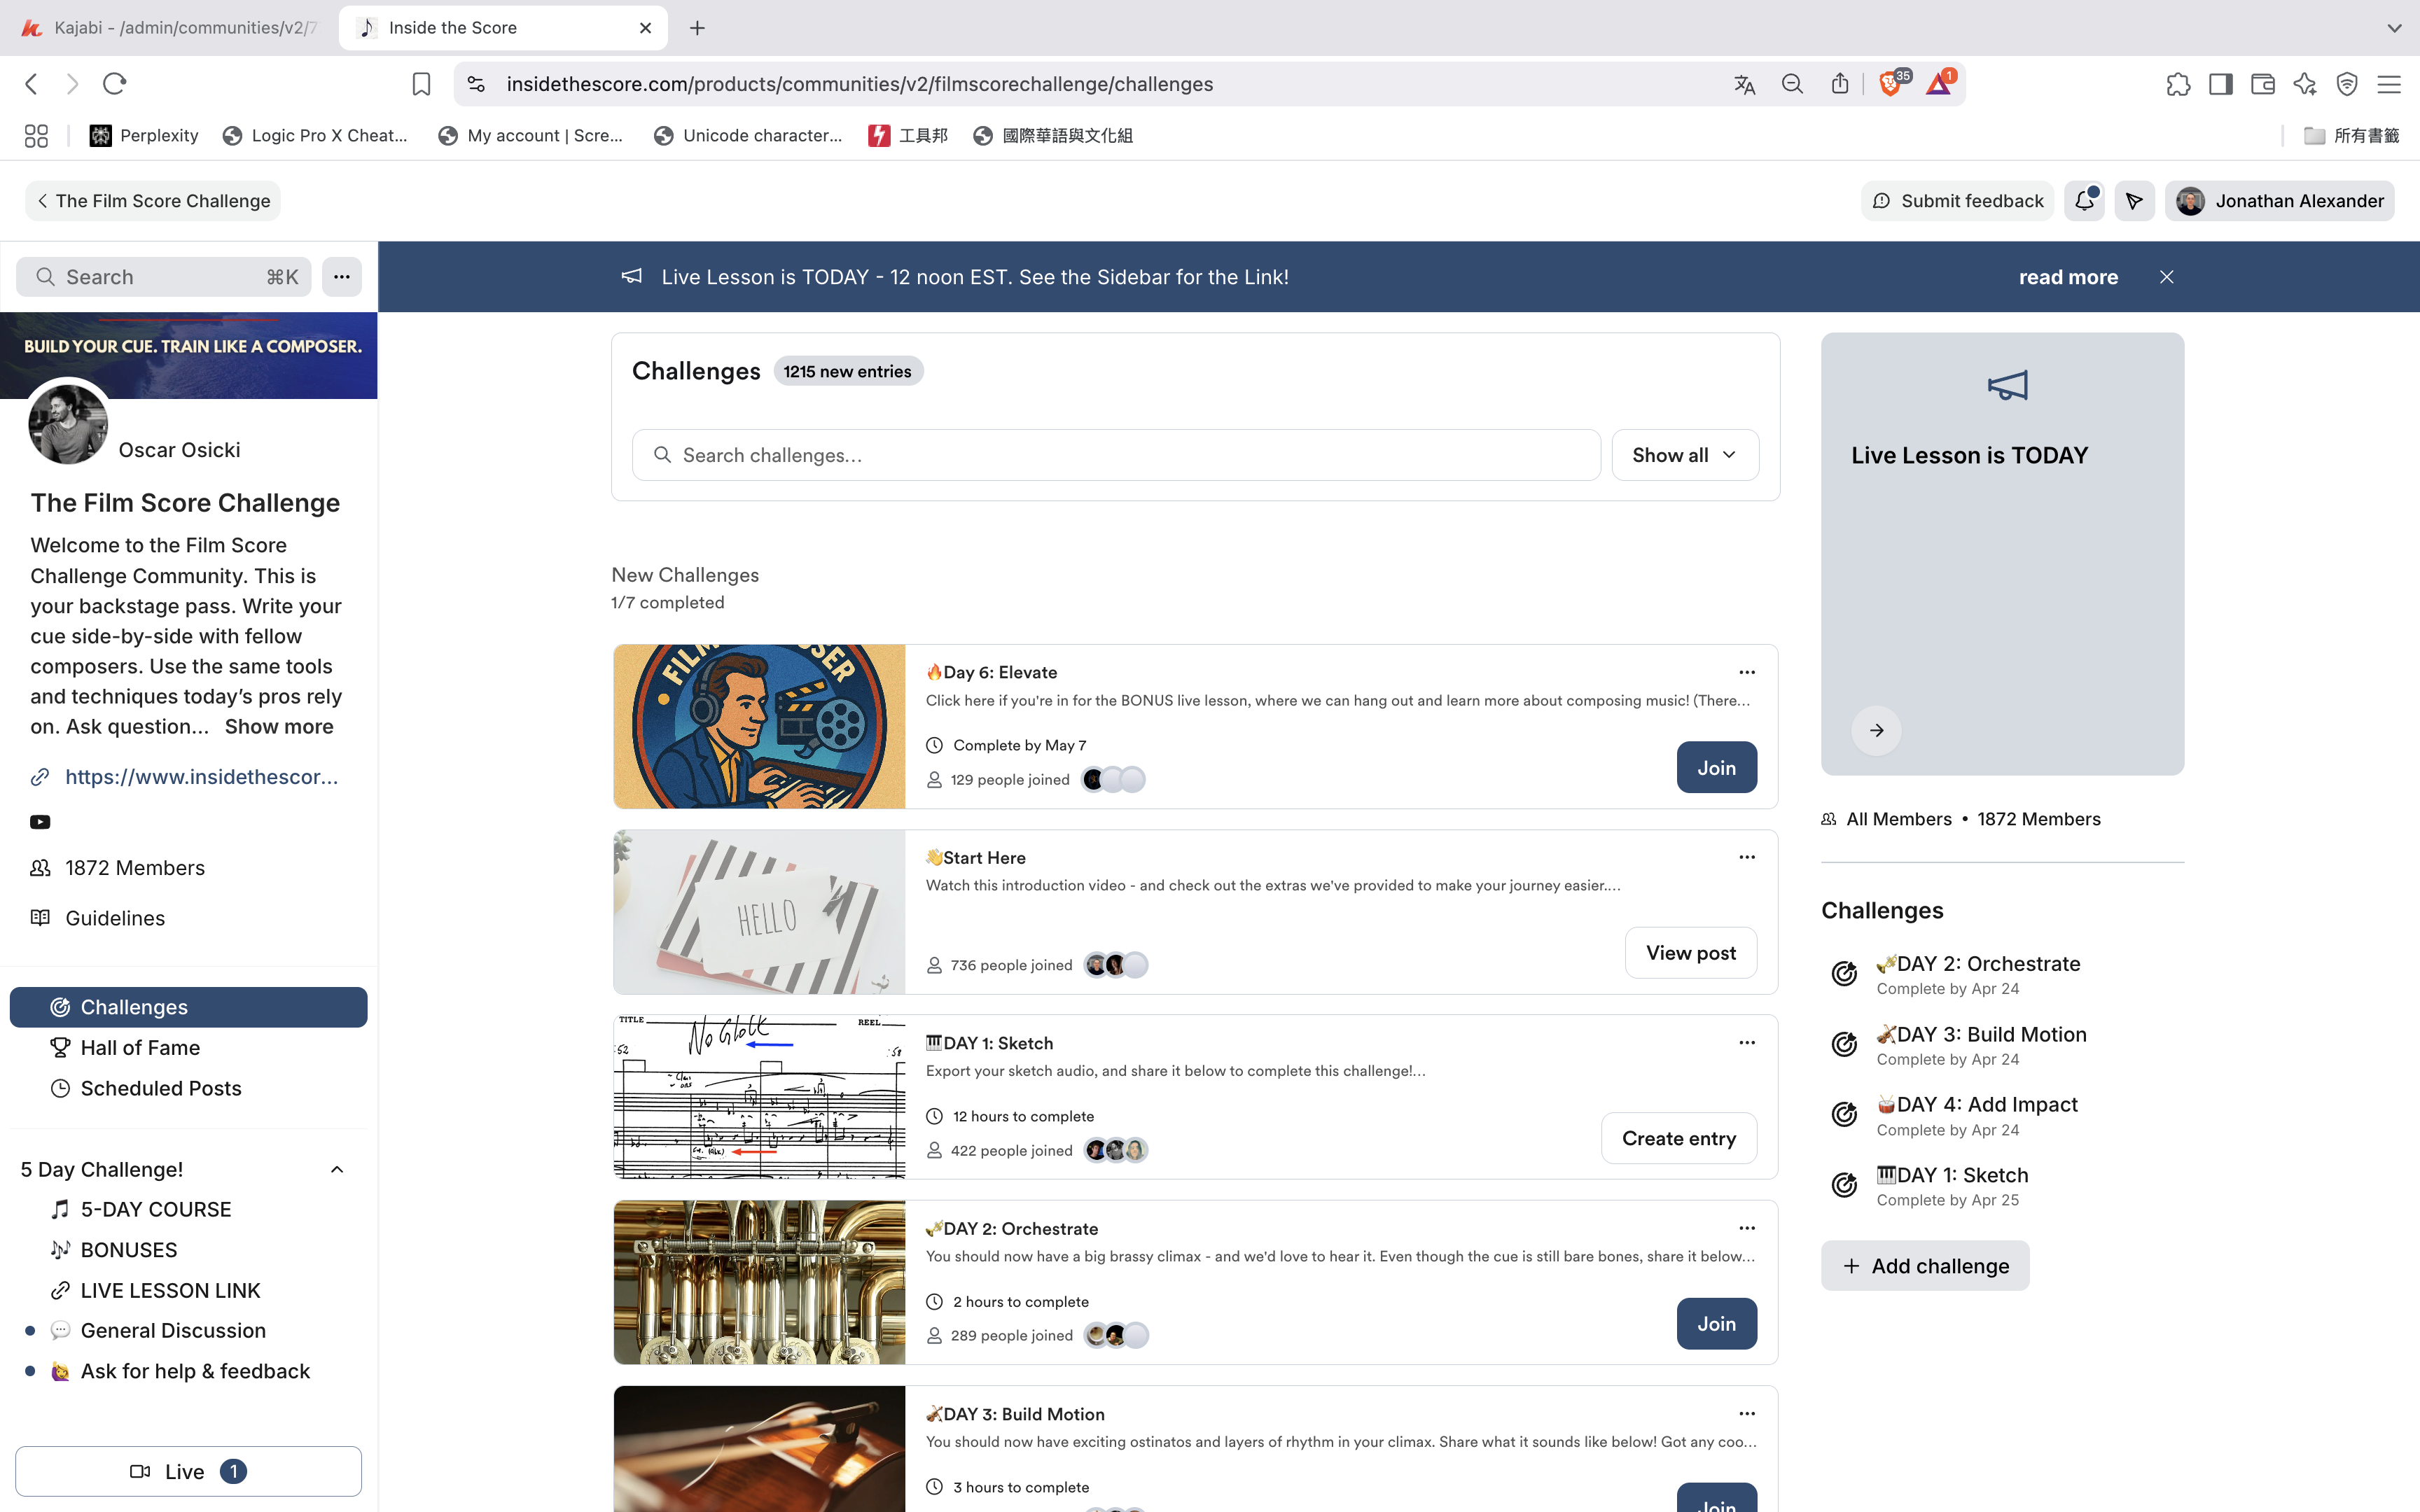 Kajabi - /admin/communities/v2/7
Inside the Score
insidethescore.com/products/communities/v2/filmscorechallenge/challenges
35
1
Perplexity
Logic Pro X Cheat...
My account | Scre...
Unicode character...
工具邦
國際華語與文化組
所有書籤
The Film Score Challenge
Submit feedback
Jonathan Alexander
Search
⌘K
Live Lesson is TODAY - 12 noon EST. See the Sidebar for the Link!
read more
BUILD YOUR CUE. TRAIN LIKE A COMPOSER.
Oscar Osicki
The Film Score Challenge
Welcome to the Film Score
Challenge Community. This is
your backstage pass. Write your
cue side-by-side with fellow
composers. Use the same tools
and techniques today's pros rely
on. Ask question... Show more
https://www.insidethescor...
1872 Members
Guidelines
Challenges
Hall of Fame
Scheduled Posts
5 Day Challenge!
5-DAY COURSE
BONUSES
LIVE LESSON LINK
General Discussion
Ask for help & feedback
Live 1
Challenges
1215 new entries
Search challenges...
Show all
New Challenges
1/7 completed
🔥Day 6: Elevate
Click here if you're in for the BONUS live lesson, where we can hang out and learn more about composing music! (There...
Complete by May 7
129 people joined
Join
HELLO
👋Start Here
Watch this introduction video - and check out the extras we've provided to make your journey easier....
736 people joined
View post
TITLE
No Glock
REEL
:52
:58
🎹DAY 1: Sketch
Export your sketch audio, and share it below to complete this challenge!...
12 hours to complete
422 people joined
Create entry
🎺DAY 2: Orchestrate
You should now have a big brassy climax - and we'd love to hear it. Even though the cue is still bare bones, share it below...
2 hours to complete
289 people joined
Join
🎻DAY 3: Build Motion
You should now have exciting ostinatos and layers of rhythm in your climax. Share what it sounds like below! Got any coo...
3 hours to complete
Join
Live Lesson is TODAY
All Members • 1872 Members
Challenges
🎺DAY 2: Orchestrate
Complete by Apr 24
🎻DAY 3: Build Motion
Complete by Apr 24
🥁DAY 4: Add Impact
Complete by Apr 24
🎹DAY 1: Sketch
Complete by Apr 25
Add challenge